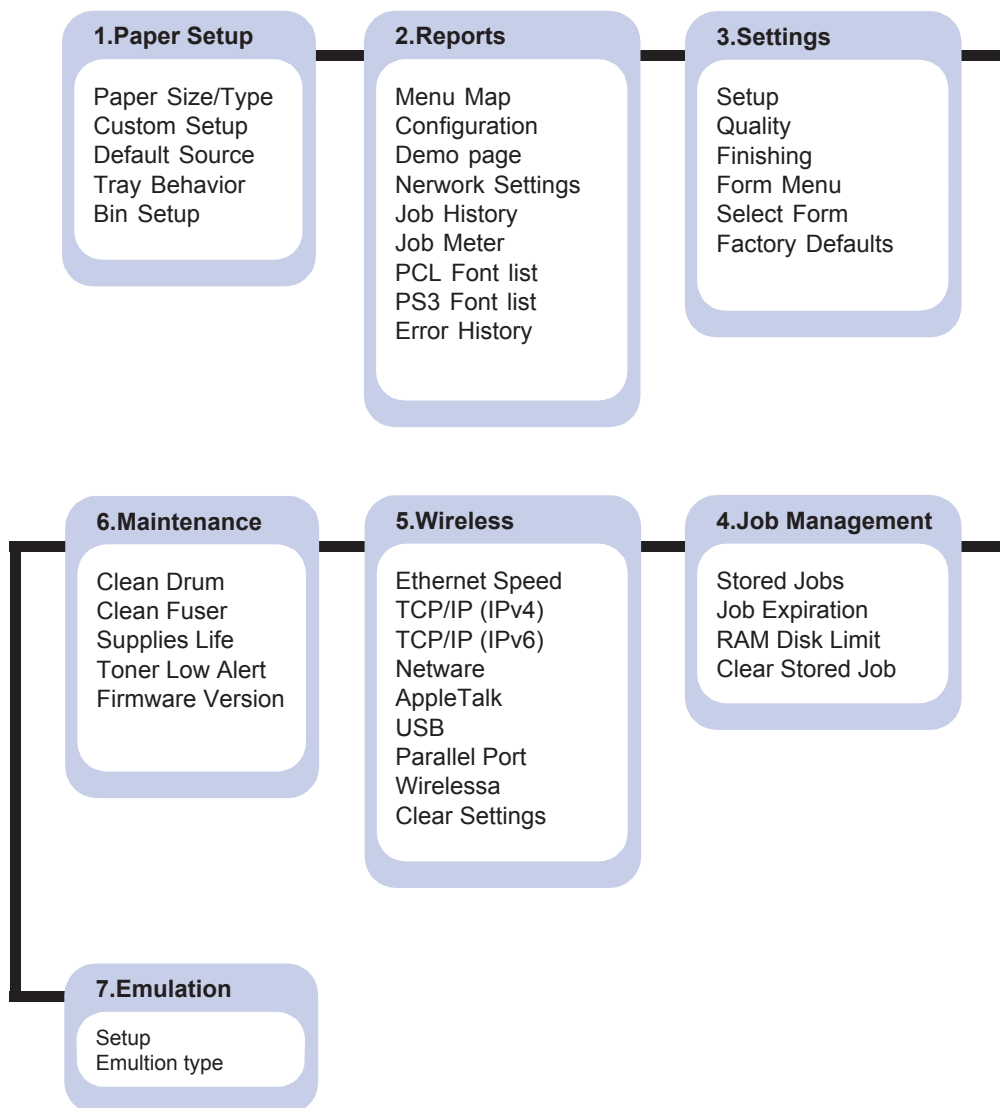 1.Paper Setup
Paper Size/Type
Custom Setup
Default Source
Tray Behavior
Bin Setup
2.Reports
Menu Map
Configuration
Demo page
Nerwork Settings
Job History
Job Meter
PCL Font list
PS3 Font list
Error History
3.Settings
Setup
Quality
Finishing
Form Menu
Select Form
Factory Defaults
6.Maintenance
Clean Drum
Clean Fuser
Supplies Life
Toner Low Alert
Firmware Version
5.Wireless
Ethernet Speed
TCP/IP (IPv4)
TCP/IP (IPv6)
Netware
AppleTalk
USB
Parallel Port
Wirelessa
Clear Settings
4.Job Management
Stored Jobs
Job Expiration
RAM Disk Limit
Clear Stored Job
7.Emulation
Setup
Emultion type